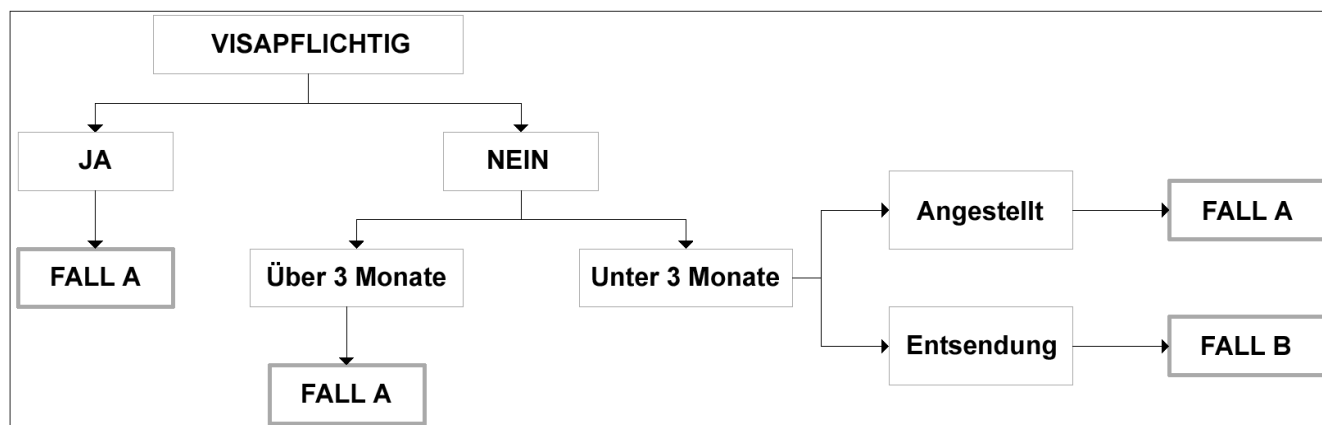 VISAPFLICHTIG
JA
NEIN
Angestellt
FALL A
FALL A
Über 3 Monate
Unter 3 Monate
Entsendung
FALL B
FALL A